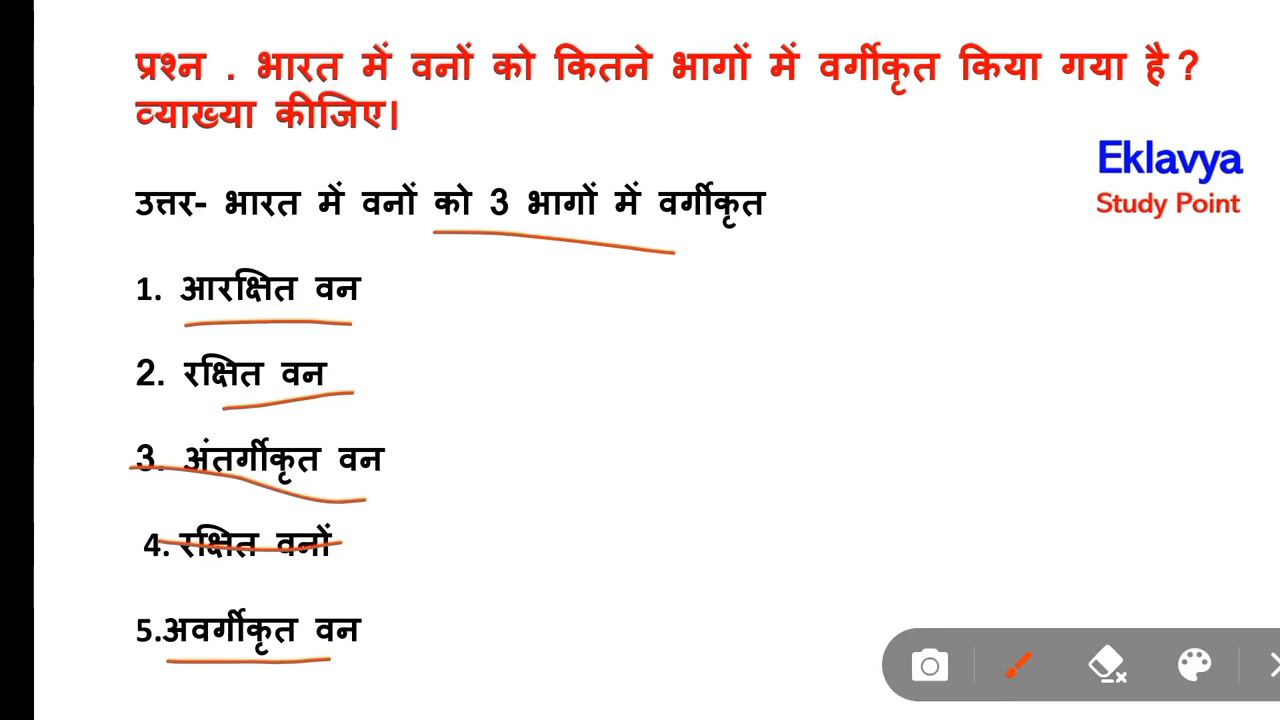 प्रश्न . भारत में वनों को कितने भागों में वर्गीकृत किया गया है ?
व्याख्या कीजिए।
Eklavya
Study Point
उत्तर- भारत में वनों को 3 भागों में वर्गीकृत
1. आरक्षित वन
2. रक्षित वन
3. अंतर्गीकृत वन
4. रक्षित वनों
5.अवर्गीकृत वन